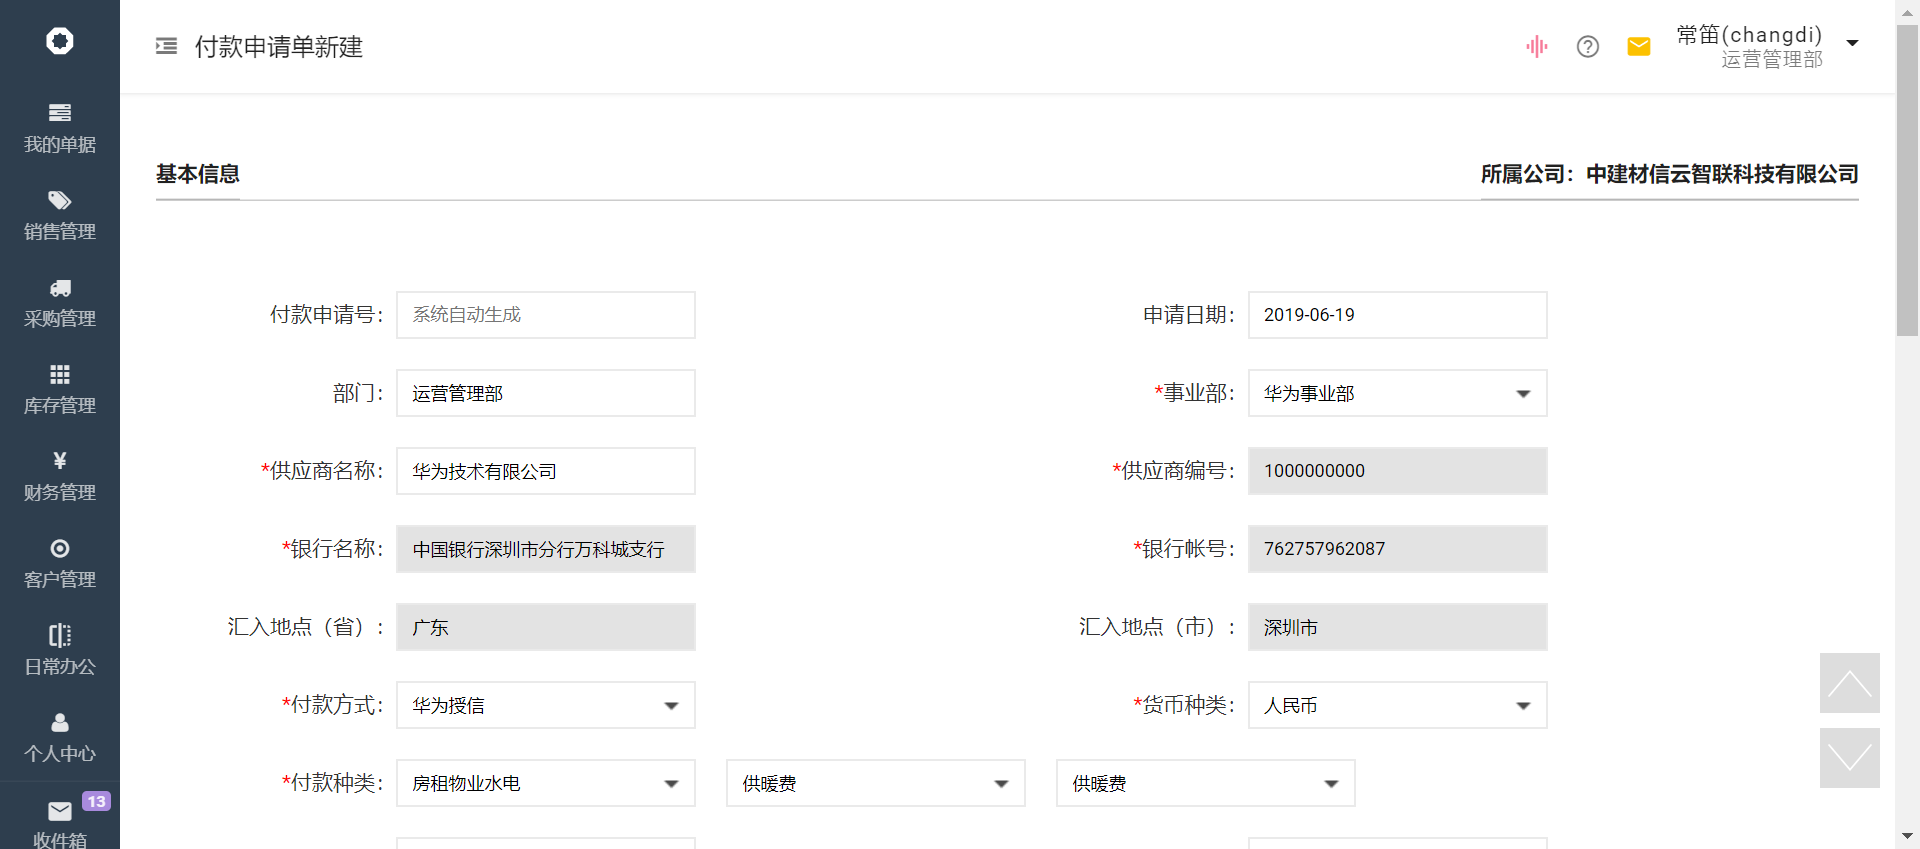 付款申请单新建
常笛(changdi)
运营管理部
我的单据
销售管理
采购管理
库存管理
财务管理
客户管理
日常办公
个人中心
13
收件箱
基本信息
所属公司：中建材信云智联科技有限公司
付款申请号： 系统自动生成
申请日期： 2019-06-19
部门： 运营管理部
*事业部： 华为事业部
*供应商名称： 华为技术有限公司
*供应商编号： 1000000000
*银行名称： 中国银行深圳市分行万科城支行
*银行帐号： 762757962087
汇入地点（省）： 广东
汇入地点（市）： 深圳市
*付款方式： 华为授信
*货币种类： 人民币
*付款种类： 房租物业水电 供暖费 供暖费